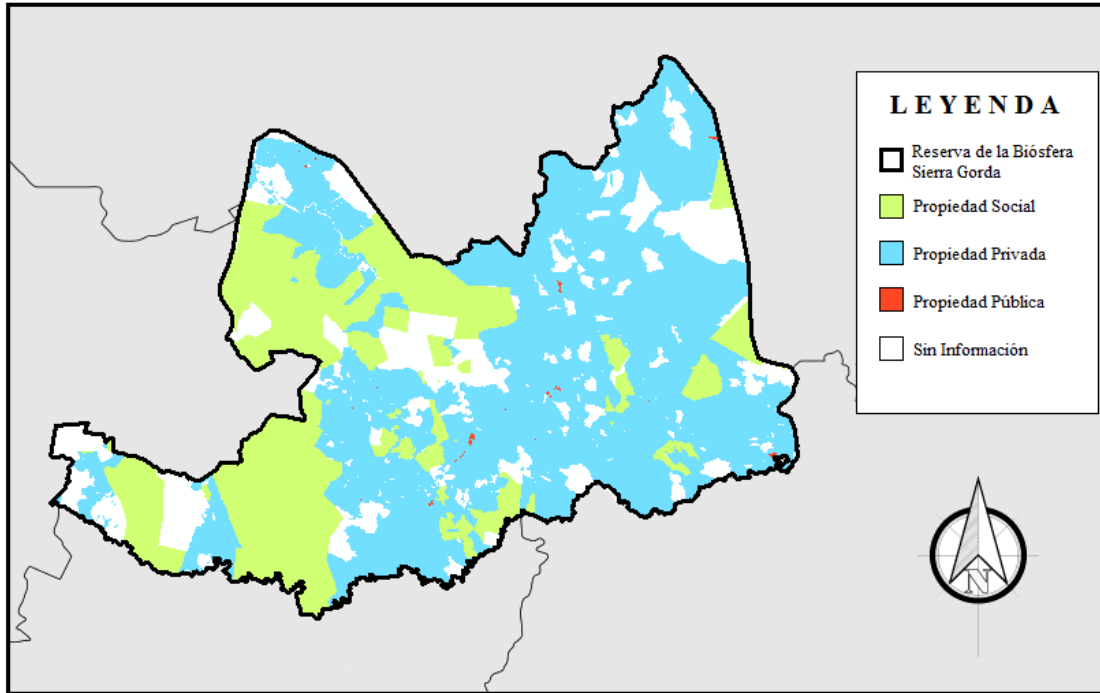 LEYENDA
Reserva de la Biósfera
Sierra Gorda
Propiedad Social
Propiedad Privada
Propiedad Pública
Sin Información
N